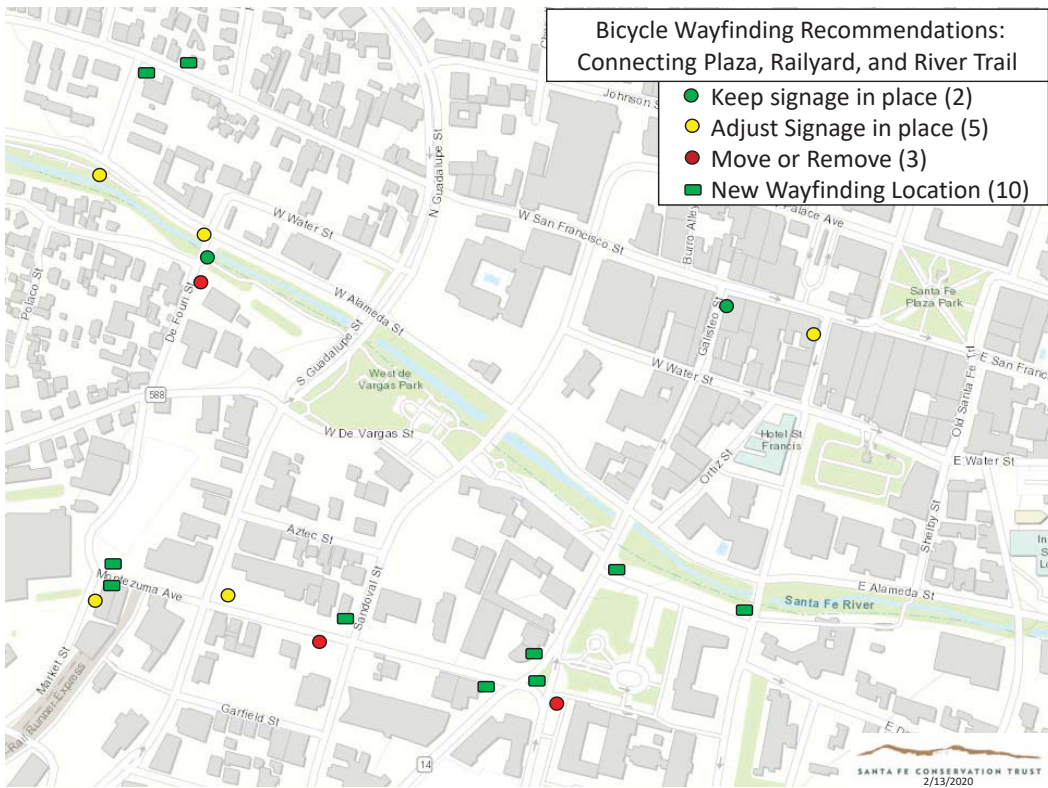 Bicycle Wayfinding Recommendations:
Connecting Plaza, Railyard, and River Trail
Keep signage in place (2)
Adjust Signage in place (5)
Move or Remove (3)
New Wayfinding Location (10)
Johnson S
N Guadalupe St
W San Francisco St
Burro Alley
Palace Ave
W Water St
Santa Fe
Plaza Park
Polaco St
De Fouri St
W Alameda St
Galisteo St
S Guadalupe St
West de
Vargas Park
W Water St
E San Franci
Old Santa Fe Trl
588
W De Vargas St
Hotel St
Francis
Ortiz St
E Water St
Shelby St
Aztec St
Montezuma Ave
Sandoval St
E Alameda St
Santa Fe River
Market St
Rail Runner Express
Garfield St
14
SANTA FE CONSERVATION TRUST
2/13/2020